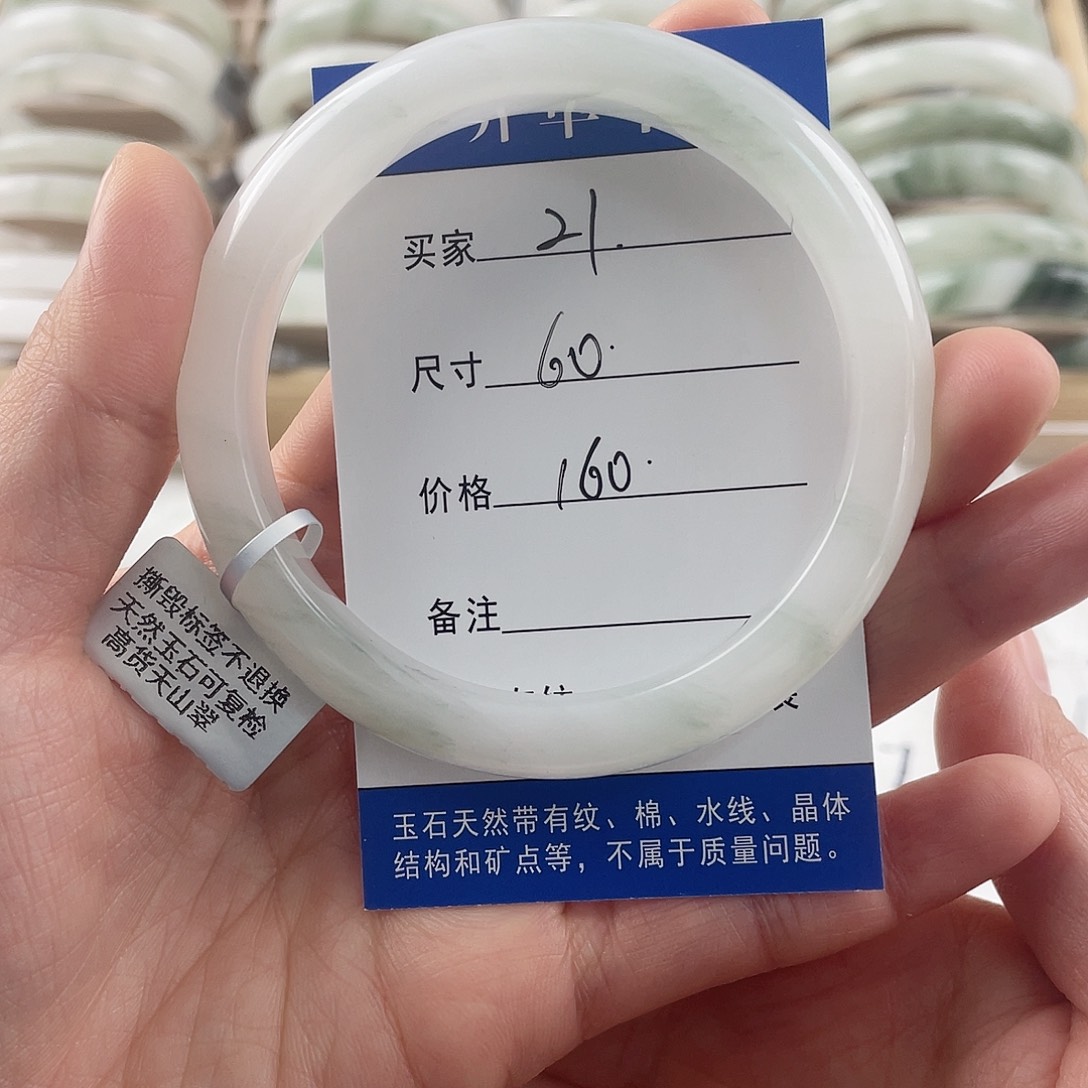 买家 21.
尺寸 60.
价格 160.
备注
撕毁标签不退换
天然玉石可复检
高货天山翠
玉石天然带有纹、棉、水线、晶体
结构和矿点等，不属于质量问题。